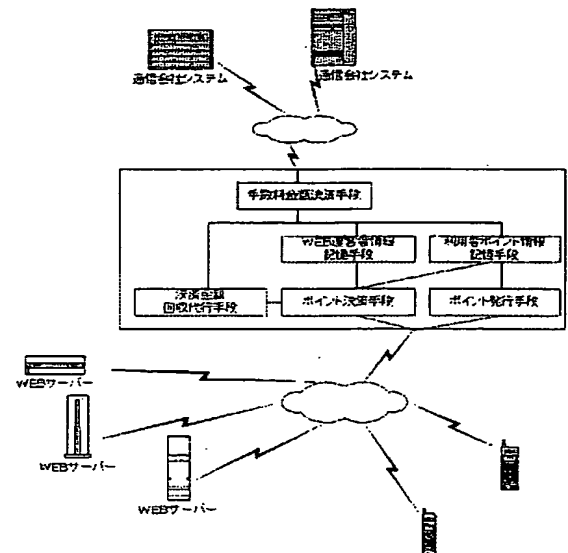 通信会社システム
通信会社システム
手数料金額決済手段
WEB運営者情報
記憶手段
利用者ポイント情報
記憶手段
決済金額
回収代行手段
ポイント決済手段
ポイント発行手段
WEBサーバー
WEBサーバー
WEBサーバー